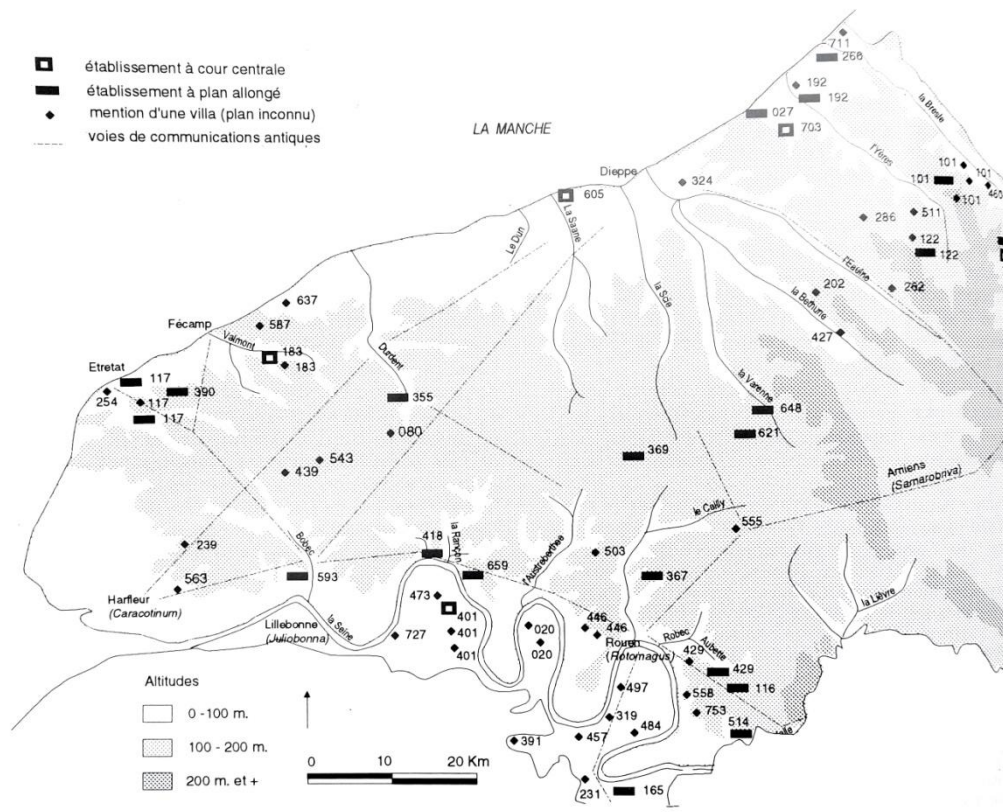 établissement à cour centrale
établissement à plan allongé
mention d'une villa (plan inconnu)
voies de communications antiques
LA MANCHE
711
266
192
192
la Bresle
027
703
l'Yères
Dieppe
324
101
101
101
460
101
605
La Saane
Le Dun
286
511
122
122
l'Eaulne
202
282
la Béthune
427
637
587
Fécamp
Valmont
183
183
Durdent
la Scie
la Varenne
Etretat
117
390
254
117
117
355
648
080
621
369
543
439
Amiens
(Samarobriva)
le Cailly
555
239
Bolbec
418
la Rançon
l'Austreberthe
503
563
593
659
367
la Lièvre
Harfleur
(Caracotinum)
473
401
Lillebonne
(Juliobonna)
la Seine
727
401
401
020
020
446
446
Rouen
(Rotomagus)
Robec
Aubette
429
429
116
558
497
753
319
484
514
457
391
231
165
Altitudes
0 -100 m.
100 - 200 m.
200 m. et +
0 10 20 Km